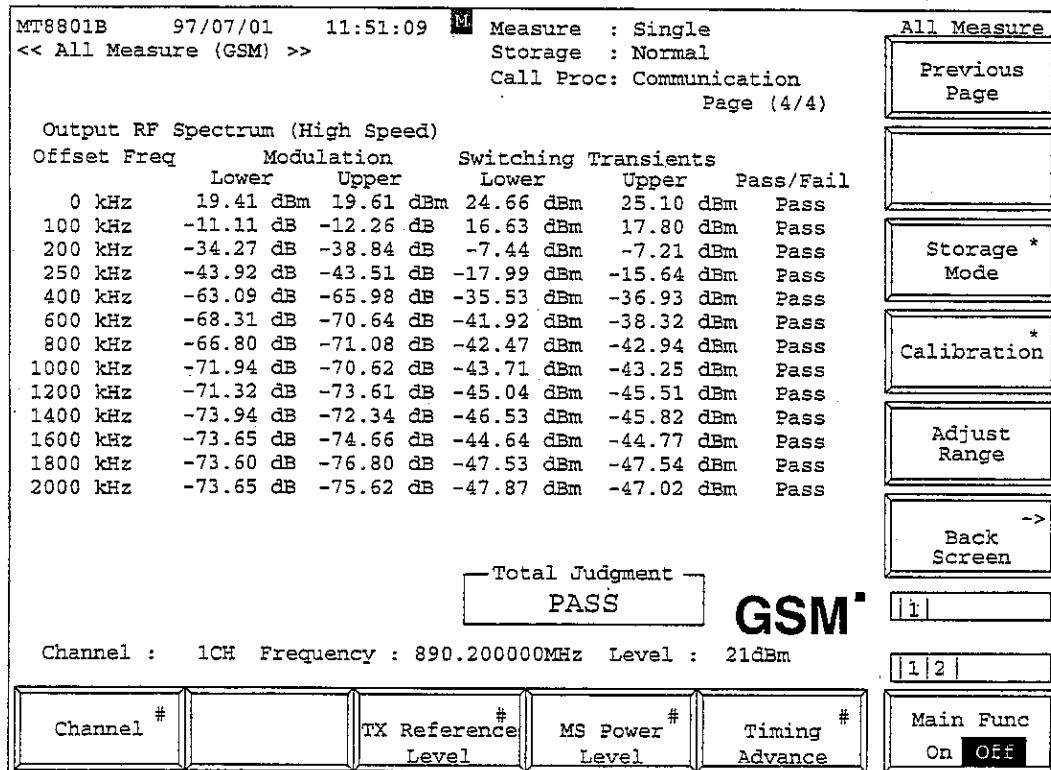 MT8801B 97/07/01 11:51:09 M Measure : Single
<< All Measure (GSM) >> Storage : Normal
Call Proc: Communication
Page (4/4)
Output RF Spectrum (High Speed)
Offset Freq Modulation Switching Transients
Lower Upper Lower Upper Pass/Fail
0 kHz 19.41 dBm 19.61 dBm 24.66 dBm 25.10 dBm Pass
100 kHz -11.11 dB -12.26 dB 16.63 dBm 17.80 dBm Pass
200 kHz -34.27 dB -38.84 dB -7.44 dBm -7.21 dBm Pass
250 kHz -43.92 dB -43.51 dB -17.99 dBm -15.64 dBm Pass
400 kHz -63.09 dB -65.98 dB -35.53 dBm -36.93 dBm Pass
600 kHz -68.31 dB -70.64 dB -41.92 dBm -38.32 dBm Pass
800 kHz -66.80 dB -71.08 dB -42.47 dBm -42.94 dBm Pass
1000 kHz -71.94 dB -70.62 dB -43.71 dBm -43.25 dBm Pass
1200 kHz -71.32 dB -73.61 dB -45.04 dBm -45.51 dBm Pass
1400 kHz -73.94 dB -72.34 dB -46.53 dBm -45.82 dBm Pass
1600 kHz -73.65 dB -74.66 dB -44.64 dBm -44.77 dBm Pass
1800 kHz -73.60 dB -76.80 dB -47.53 dBm -47.54 dBm Pass
2000 kHz -73.65 dB -75.62 dB -47.87 dBm -47.02 dBm Pass
Total Judgment
PASS
GSM
Channel : 1CH Frequency : 890.200000MHz Level : 21dBm
Channel #
TX Reference #
Level
MS Power #
Level
Timing #
Advance
All Measure
Previous
Page
Storage *
Mode
*
Calibration
Adjust
Range
->
Back
Screen
|1|
|1|2|
Main Func
On Off